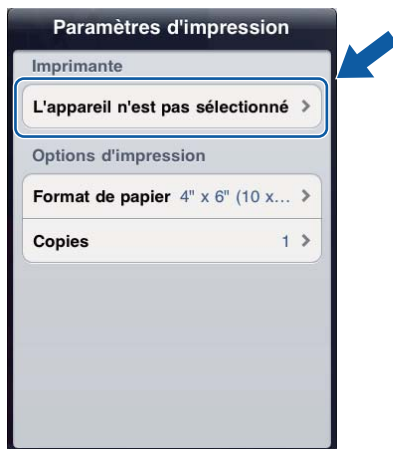 Paramètres d'impression
Imprimante
L'appareil n'est pas sélectionné
Options d'impression
Format de papier 4" x 6" (10 x...
Copies 1